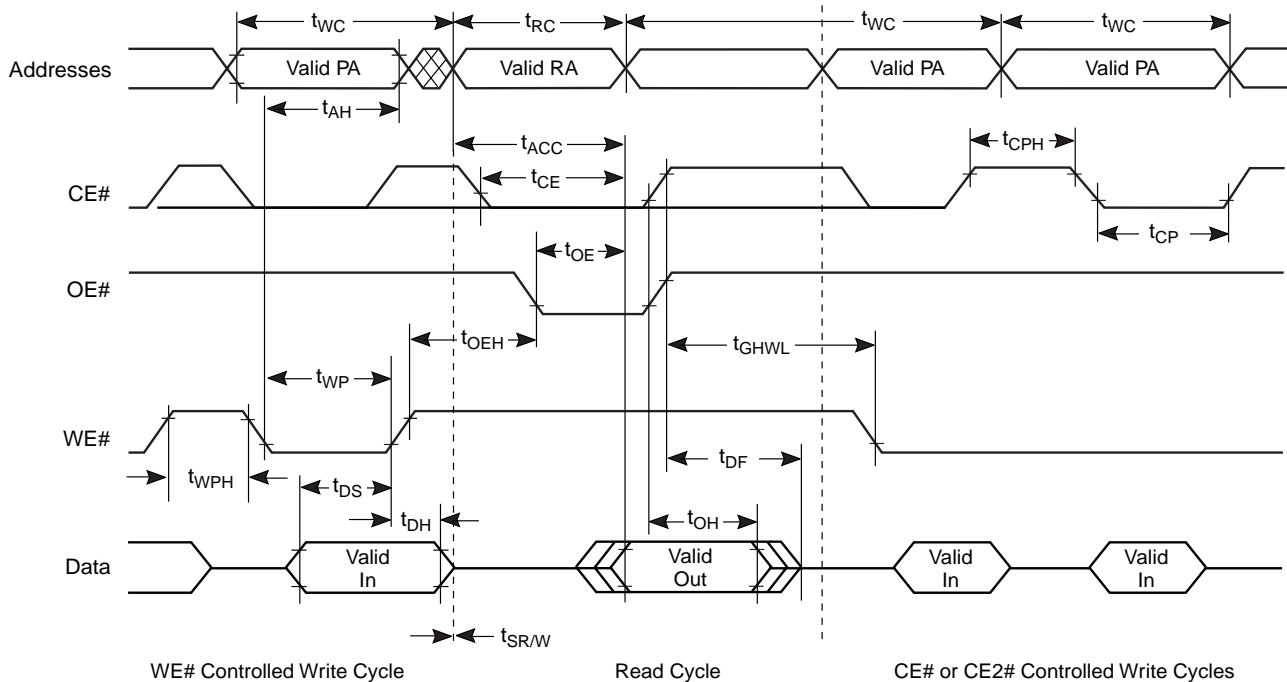 tWC
tRC
tWC
tWC
Addresses
Valid PA
Valid RA
Valid PA
Valid PA
tAH
tACC
tCPH
tCE
CE#
tCP
tOE
OE#
tOEH
tGHWL
tWP
WE#
tWPH
tDS
tDF
tDH
tOH
Data
Valid
In
Valid
Out
Valid
In
Valid
In
tSR/W
WE# Controlled Write Cycle
Read Cycle
CE# or CE2# Controlled Write Cycles